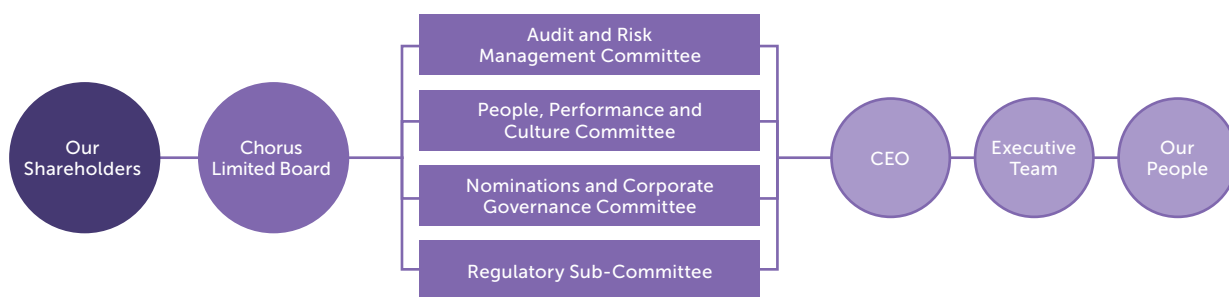 Our
Shareholders
Chorus
Limited Board
Audit and Risk
Management Committee
People, Performance and
Culture Committee
Nominations and Corporate
Governance Committee
Regulatory Sub-Committee
CEO
Executive
Team
Our
People